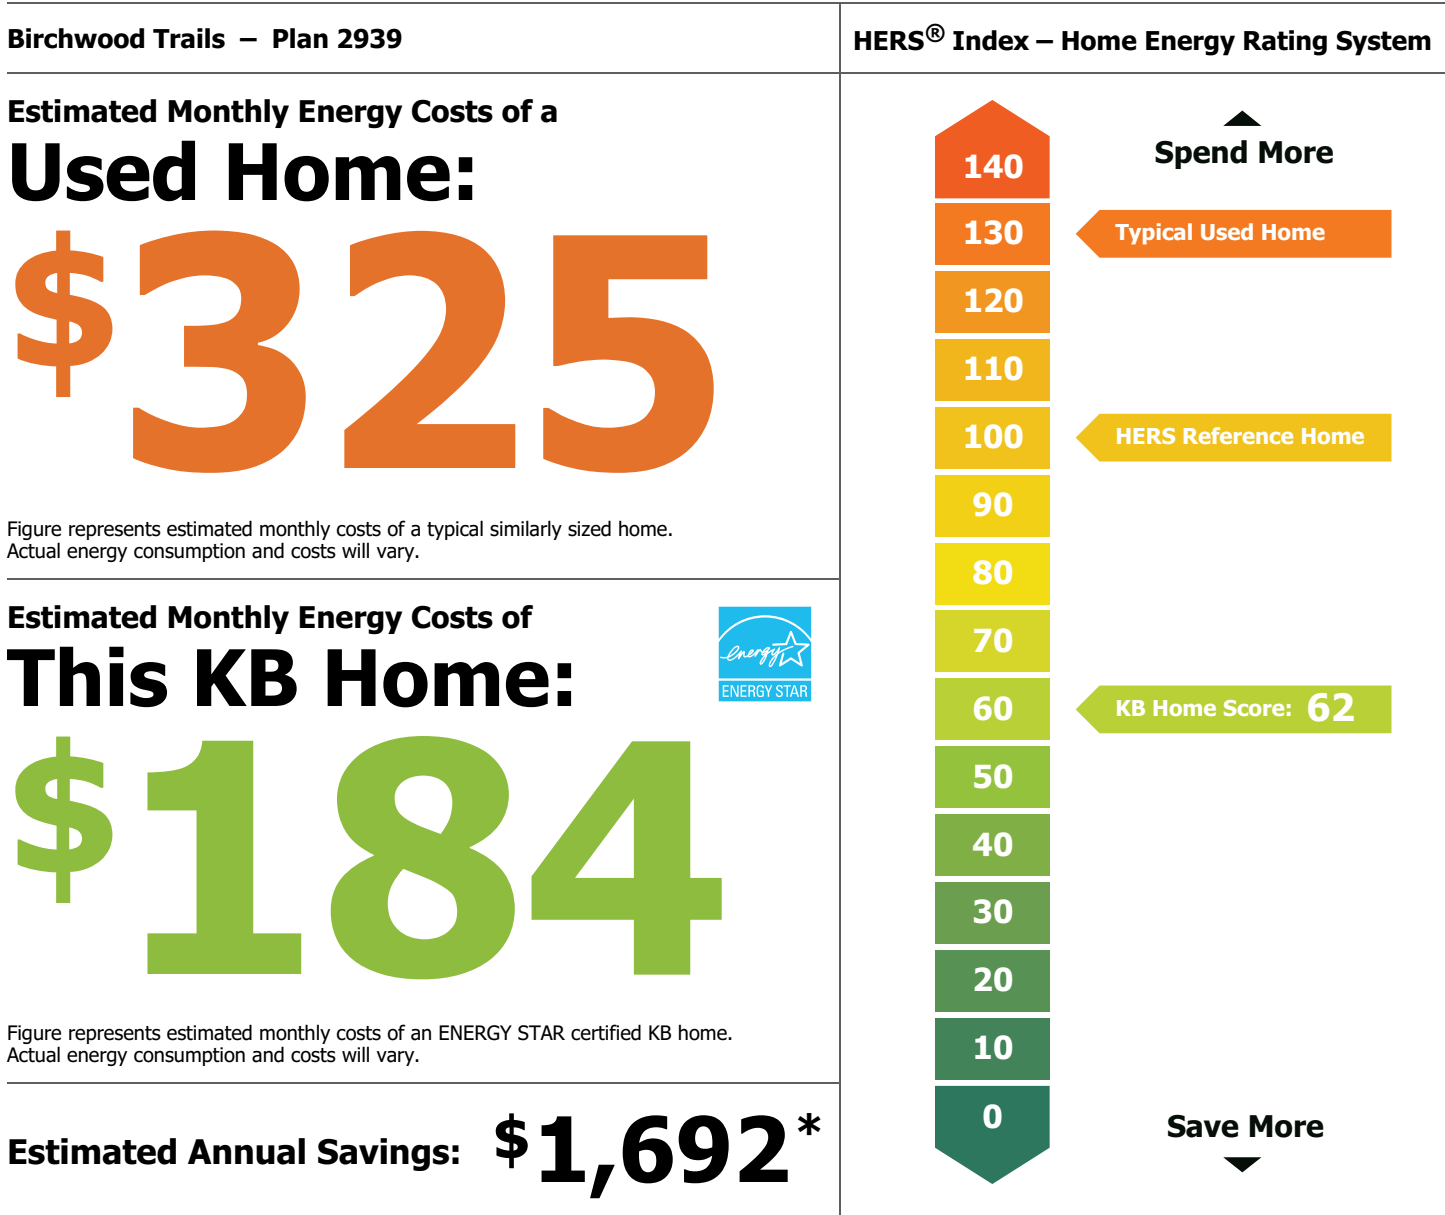 Birchwood Trails – Plan 2939
Estimated Monthly Energy Costs of a
Used Home:
$325
Figure represents estimated monthly costs of a typical similarly sized home.
Actual energy consumption and costs will vary.
Estimated Monthly Energy Costs of
This KB Home:
energy
ENERGY STAR
$184
Figure represents estimated monthly costs of an ENERGY STAR certified KB home.
Actual energy consumption and costs will vary.
Estimated Annual Savings: $1,692*
HERS® Index – Home Energy Rating System
Spend More
140
130 Typical Used Home
120
110
100 HERS Reference Home
90
80
70
60 KB Home Score: 62
50
40
30
20
10
0
Save More